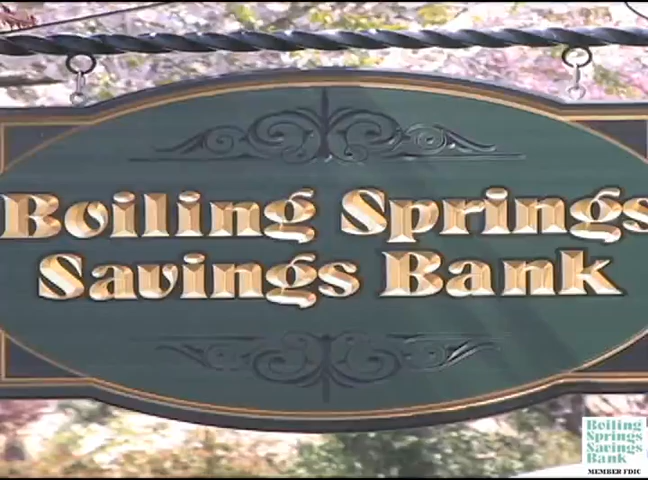 Boiling Springs
Savings Bank
Boiling
Springs
Savings
Bank
MEMBER FDIC